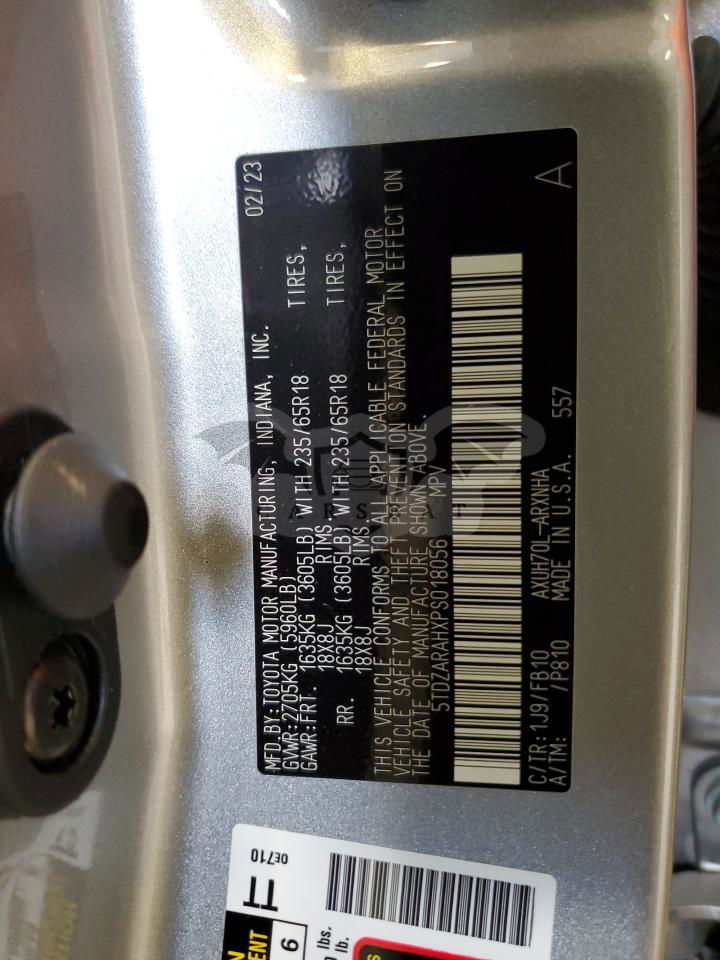 MFD.BY:TOYOTA MOTOR MANUFACTURING, INDIANA, INC. 02/23
GVWR:2705KG (5960LB)
GAWR:FRT. 1635KG (3605LB) WITH 235/65R18 TIRES,
18X8J RIMS,
RR. 1635KG (3605LB) WITH 235/65R18 TIRES,
18X8J RIMS,
THIS VEHICLE CONFORMS TO ALL APPLICABLE FEDERAL MOTOR
VEHICLE SAFETY AND THEFT PREVENTION STANDARDS IN EFFECT ON
THE DATE OF MANUFACTURE SHOWN ABOVE.
5TDZARAHXPS018056 MPV
C/TR:1J9/FB10 AXUH70L-ARXNHA A
A/TM: /P810 MADE IN U.S.A. 557
0E710
6
lbs.
lb.